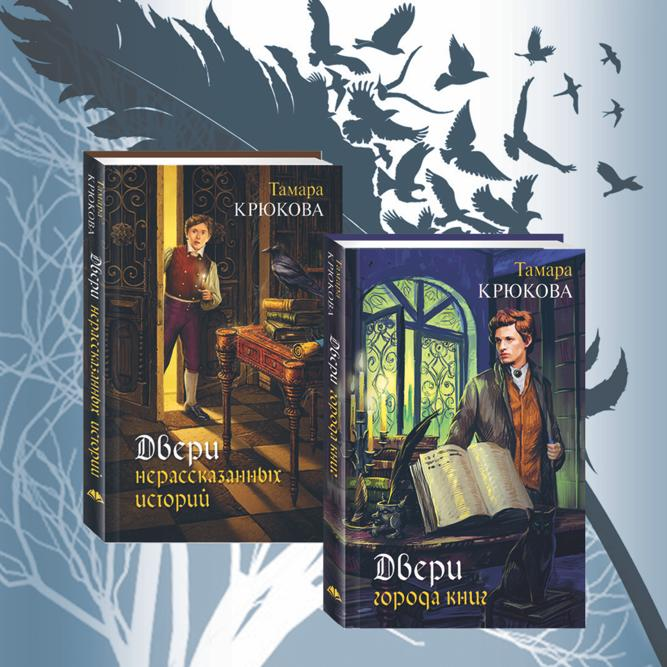 Тамара
КРЮКОВА
Двери нерассказанных историй
Тамара
КРЮКОВА
Двери
нерассказанных
историй
Тамара
КРЮКОВА
Двери города книг
Тамара
КРЮКОВА
Двери
города книг